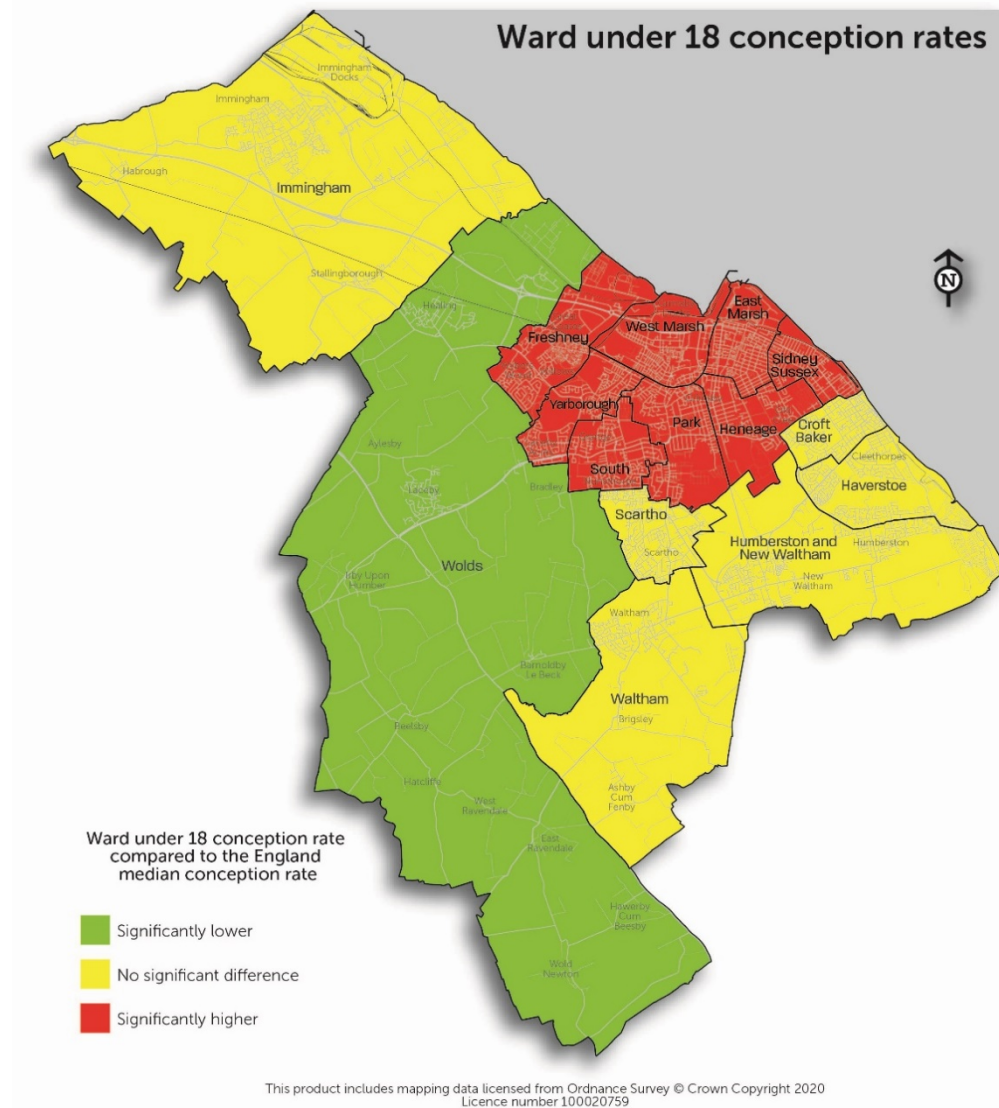 Ward under 18 conception rates
Immingham
Docks
Immingham
Habrough
Immingham
N
Stallingborough
Healing
East
Marsh
West Marsh
Freshney
Sidney
Sussex
Yarborough
Park
Heneage
Croft
Baker
Aylesby
Cleethorpes
South
Laceby
Bradley
Haverstoe
Scartho
Scartho
Humberston and
New Waltham
Humberston
Wolds
Irby Upon
Humber
New
Waltham
Waltham
Barnoldby
Le Beck
Waltham
Brigsley
Beelsby
Hatcliffe
Ashby
Cum
Fenby
West
Ravendale
East
Ravendale
Ward under 18 conception rate
compared to the England
median conception rate
Hawerby
Cum
Beesby
Significantly lower
Wold
Newton
No significant difference
Significantly higher
This product includes mapping data licensed from Ordnance Survey © Crown Copyright 2020
Licence number 100020759